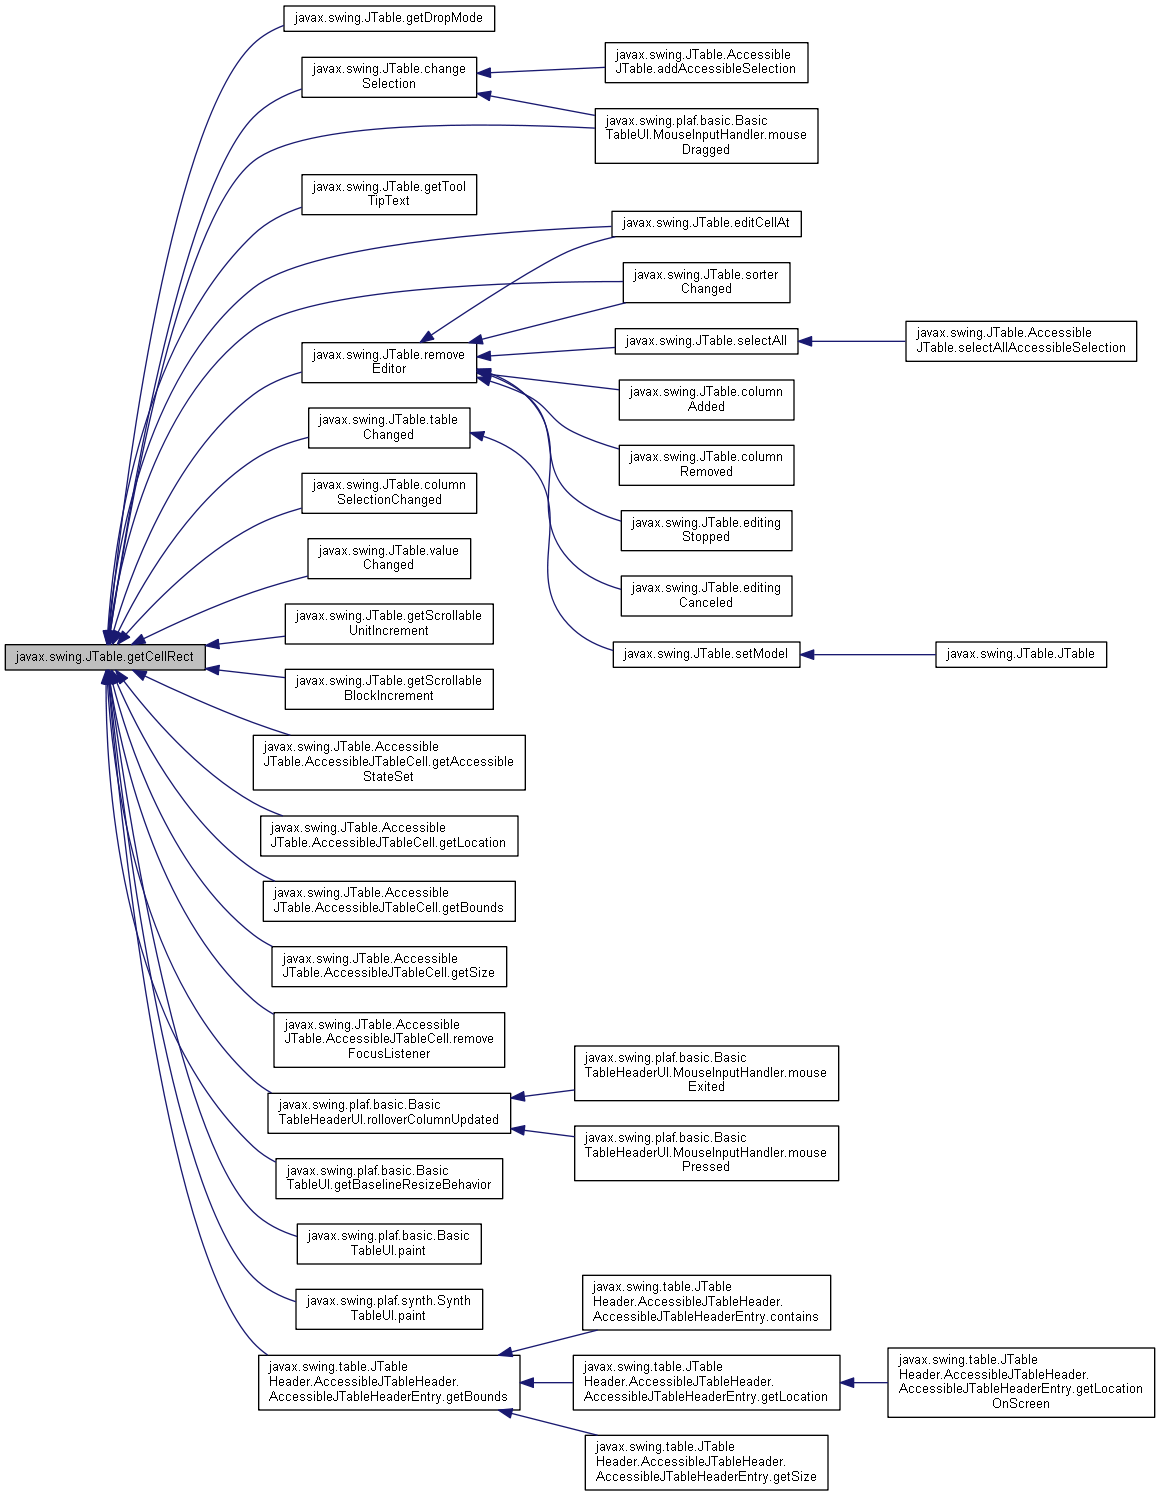 javax.swing.JTable.getDropMode
javax.swing.JTable.change
Selection
javax.swing.JTable.Accessible
JTable.addAccessibleSelection
javax.swing.plaf.basic.Basic
TableUI.MouseInputHandler.mouse
Dragged
javax.swing.JTable.getTool
TipText
javax.swing.JTable.editCellAt
javax.swing.JTable.sorter
Changed
javax.swing.JTable.remove
Editor
javax.swing.JTable.selectAll
javax.swing.JTable.Accessible
JTable.selectAllAccessibleSelection
javax.swing.JTable.column
Added
javax.swing.JTable.table
Changed
javax.swing.JTable.column
Removed
javax.swing.JTable.column
SelectionChanged
javax.swing.JTable.editing
Stopped
javax.swing.JTable.value
Changed
javax.swing.JTable.editing
Canceled
javax.swing.JTable.getScrollable
UnitIncrement
javax.swing.JTable.getCellRect
javax.swing.JTable.setModel
javax.swing.JTable.JTable
javax.swing.JTable.getScrollable
BlockIncrement
javax.swing.JTable.Accessible
JTable.AccessibleJTableCell.getAccessible
StateSet
javax.swing.JTable.Accessible
JTable.AccessibleJTableCell.getLocation
javax.swing.JTable.Accessible
JTable.AccessibleJTableCell.getBounds
javax.swing.JTable.Accessible
JTable.AccessibleJTableCell.getSize
javax.swing.JTable.Accessible
JTable.AccessibleJTableCell.remove
FocusListener
javax.swing.plaf.basic.Basic
TableHeaderUI.MouseInputHandler.mouse
Exited
javax.swing.plaf.basic.Basic
TableHeaderUI.rolloverColumnUpdated
javax.swing.plaf.basic.Basic
TableHeaderUI.MouseInputHandler.mouse
Pressed
javax.swing.plaf.basic.Basic
TableUI.getBaselineResizeBehavior
javax.swing.plaf.basic.Basic
TableUI.paint
javax.swing.plaf.synth.Synth
TableUI.paint
javax.swing.table.JTable
Header.AccessibleJTableHeader.
AccessibleJTableHeaderEntry.contains
javax.swing.table.JTable
Header.AccessibleJTableHeader.
AccessibleJTableHeaderEntry.getBounds
javax.swing.table.JTable
Header.AccessibleJTableHeader.
AccessibleJTableHeaderEntry.getLocation
javax.swing.table.JTable
Header.AccessibleJTableHeader.
AccessibleJTableHeaderEntry.getLocation
OnScreen
javax.swing.table.JTable
Header.AccessibleJTableHeader.
AccessibleJTableHeaderEntry.getSize